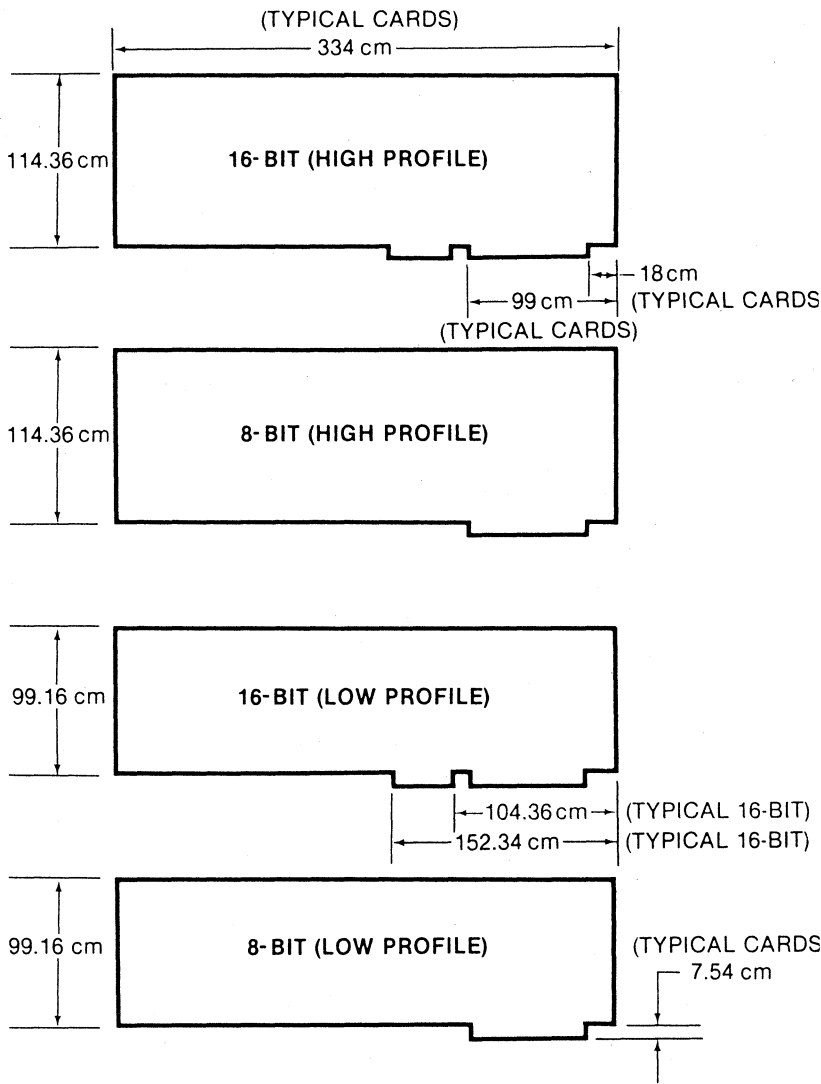 (TYPICAL CARDS)
334 cm
114.36 cm
16-BIT (HIGH PROFILE)
18 cm
99 cm
(TYPICAL CARDS
(TYPICAL CARDS)
114.36 cm
8-BIT (HIGH PROFILE)
99.16 cm
16-BIT (LOW PROFILE)
104.36 cm
(TYPICAL 16-BIT)
152.34 cm
(TYPICAL 16-BIT)
99.16 cm
8-BIT (LOW PROFILE)
(TYPICAL CARDS
7.54 cm